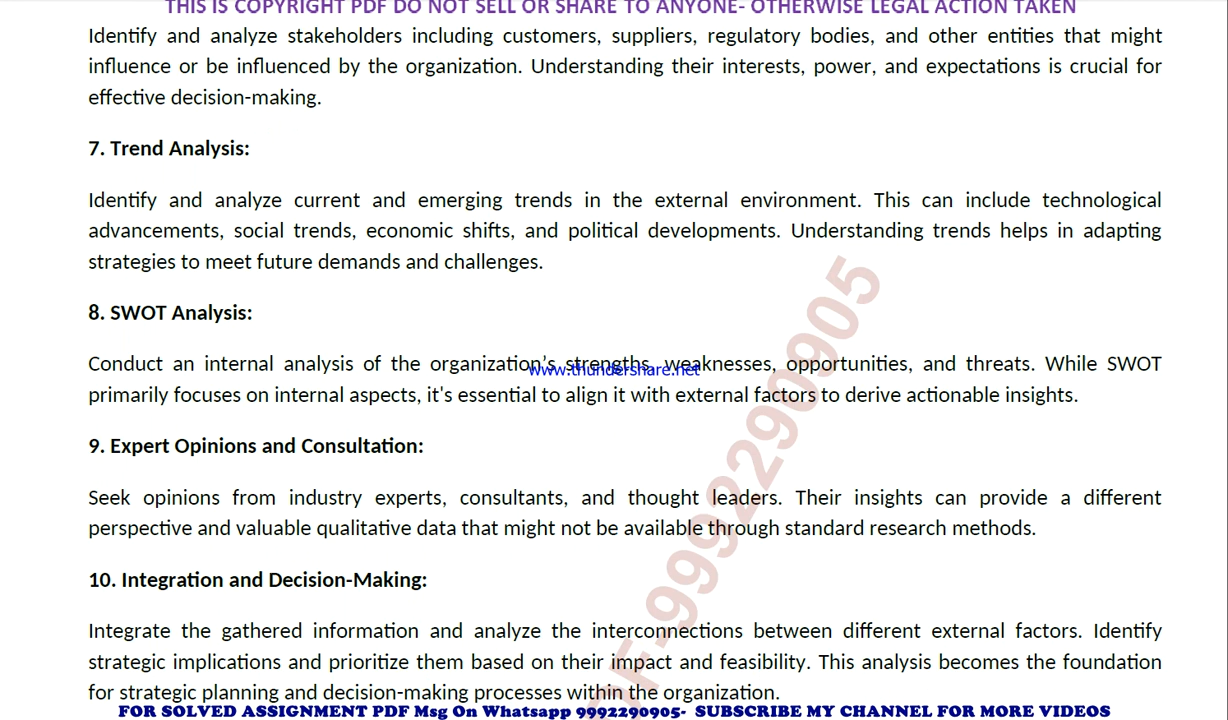 THIS IS COPYRIGHT PDF DO NOT SELL OR SHARE TO ANYONE- OTHERWISE LEGAL ACTION TAKEN
Identify and analyze stakeholders including customers, suppliers, regulatory bodies, and other entities that might
influence or be influenced by the organization. Understanding their interests, power, and expectations is crucial for
effective decision-making.
7. Trend Analysis:
Identify and analyze current and emerging trends in the external environment. This can include technological
advancements, social trends, economic shifts, and political developments. Understanding trends helps in adapting
strategies to meet future demands and challenges.
8. SWOT Analysis:
Conduct an internal analysis of the organization's strengths, weaknesses, opportunities, and threats. While SWOT
www.thundershare.net
primarily focuses on internal aspects, it's essential to align it with external factors to derive actionable insights.
9. Expert Opinions and Consultation:
Seek opinions from industry experts, consultants, and thought leaders. Their insights can provide a different
perspective and valuable qualitative data that might not be available through standard research methods.
10. Integration and Decision-Making:
Integrate the gathered information and analyze the interconnections between different external factors. Identify
strategic implications and prioritize them based on their impact and feasibility. This analysis becomes the foundation
for strategic planning and decision-making processes within the organization.
DF-9992290905
FOR SOLVED ASSIGNMENT PDF Msg On Whatsapp 9992290905- SUBSCRIBE MY CHANNEL FOR MORE VIDEOS